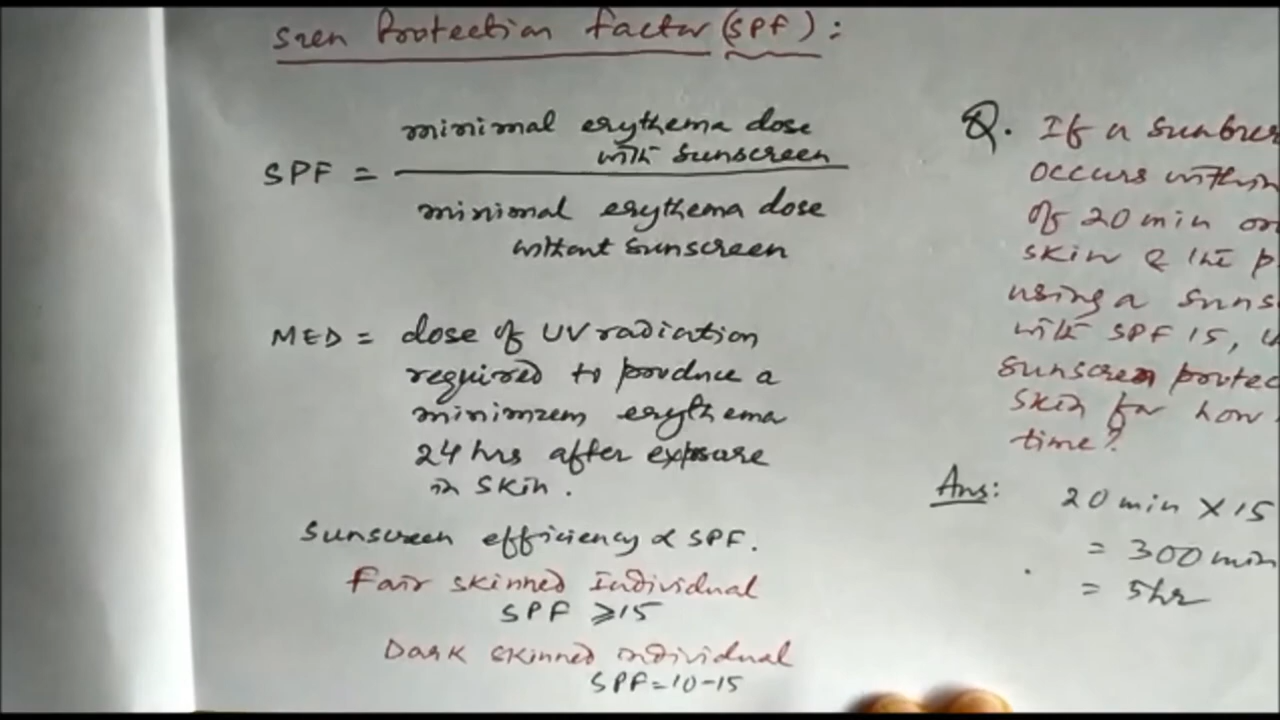 Sren Protection factor (SPF):
SPF = minimal erythema dose
with sunscreen
minimal erythema dose
without sunscreen
MED = dose of UV radiation
required to produce a
minimzem erythema
24 hrs after exposure
in skin.
Sunscreen efficiency ∝ SPF.
Fair skinned Individual
SPF ⩾15
Dark skinned individual
SPF=10-15
Q. If a sunbur
occurs within
of 20 min on
skin & the p
using a suns
with SPF 15,
sunscreen protec
skin for how
time?
Ans: 20 min X 15
= 300 min
= 5hr